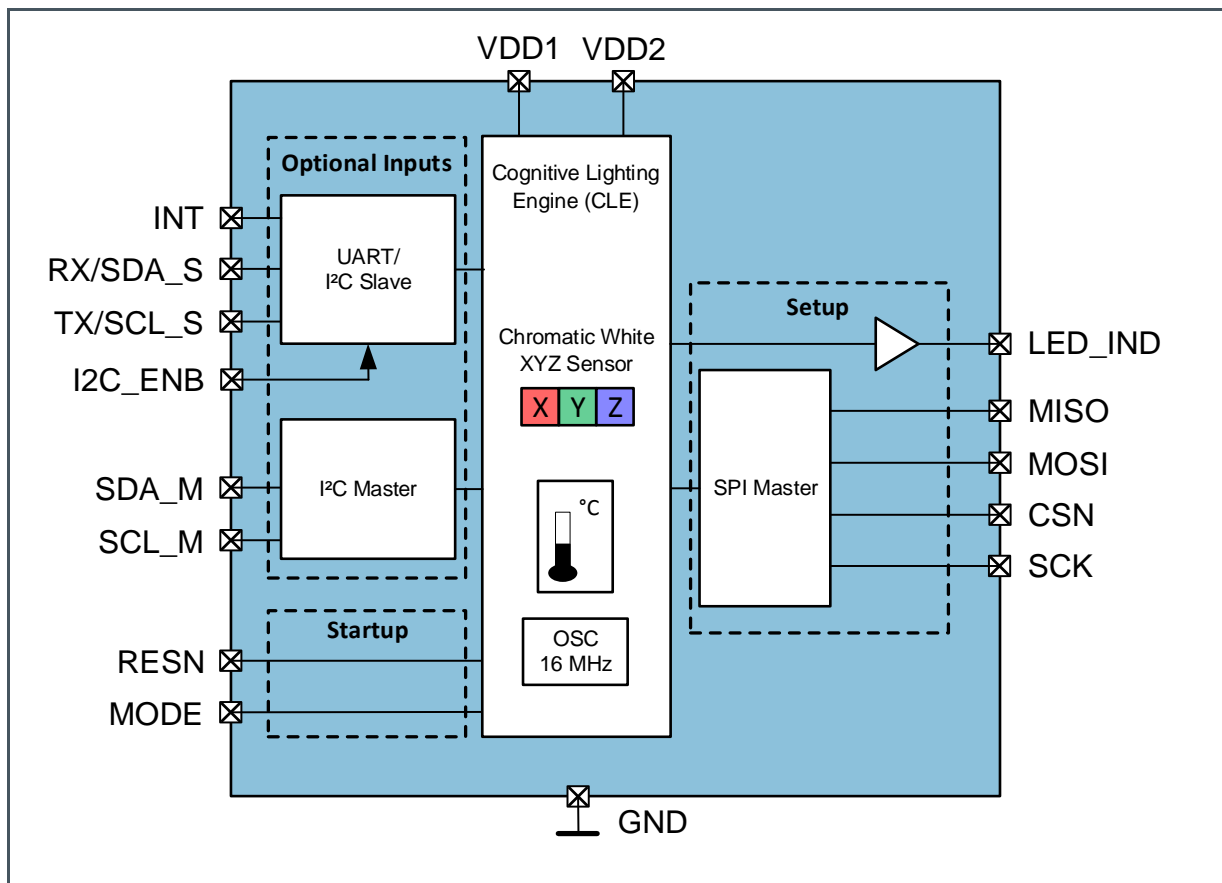 VDD1
VDD2
Optional Inputs
INT
RX/SDA_S
TX/SCL_S
I2C_ENB
UART/
I²C Slave
SDA_M
SCL_M
I²C Master
Startup
RESN
MODE
Cognitive Lighting
Engine (CLE)
Chromatic White
XYZ Sensor
X
Y
Z
°C
OSC
16 MHz
Setup
SPI Master
LED_IND
MISO
MOSI
CSN
SCK
GND